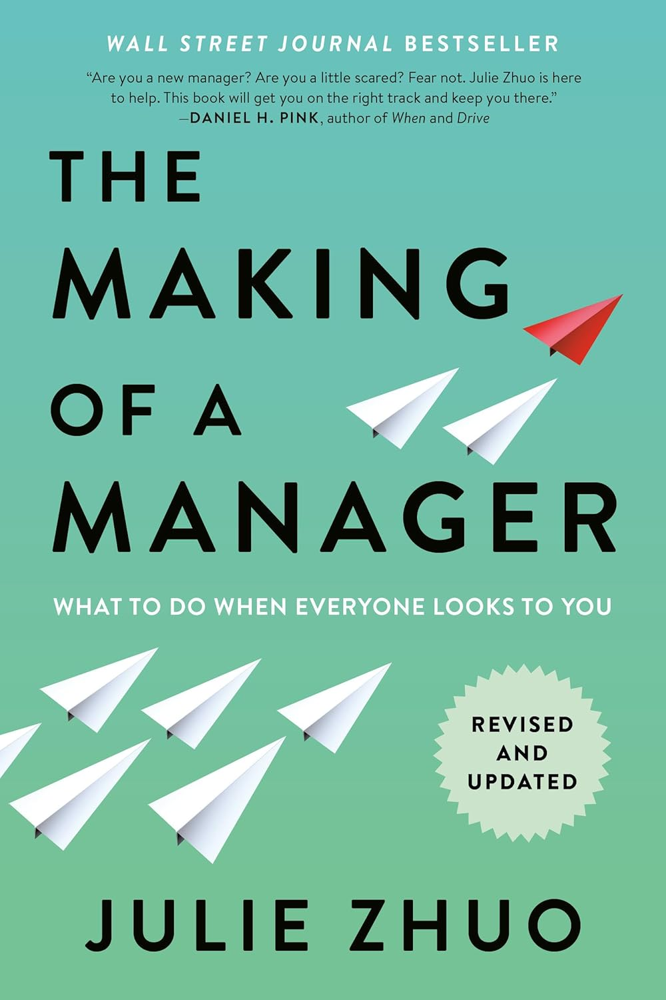 WALL STREET JOURNAL BESTSELLER
“Are you a new manager? Are you a little scared? Fear not. Julie Zhuo is here
to help. This book will get you on the right track and keep you there.”
—DANIEL H. PINK, author of When and Drive
THE
MAKING
OF A
MANAGER
WHAT TO DO WHEN EVERYONE LOOKS TO YOU
REVISED
AND
UPDATED
JULIE ZHUO